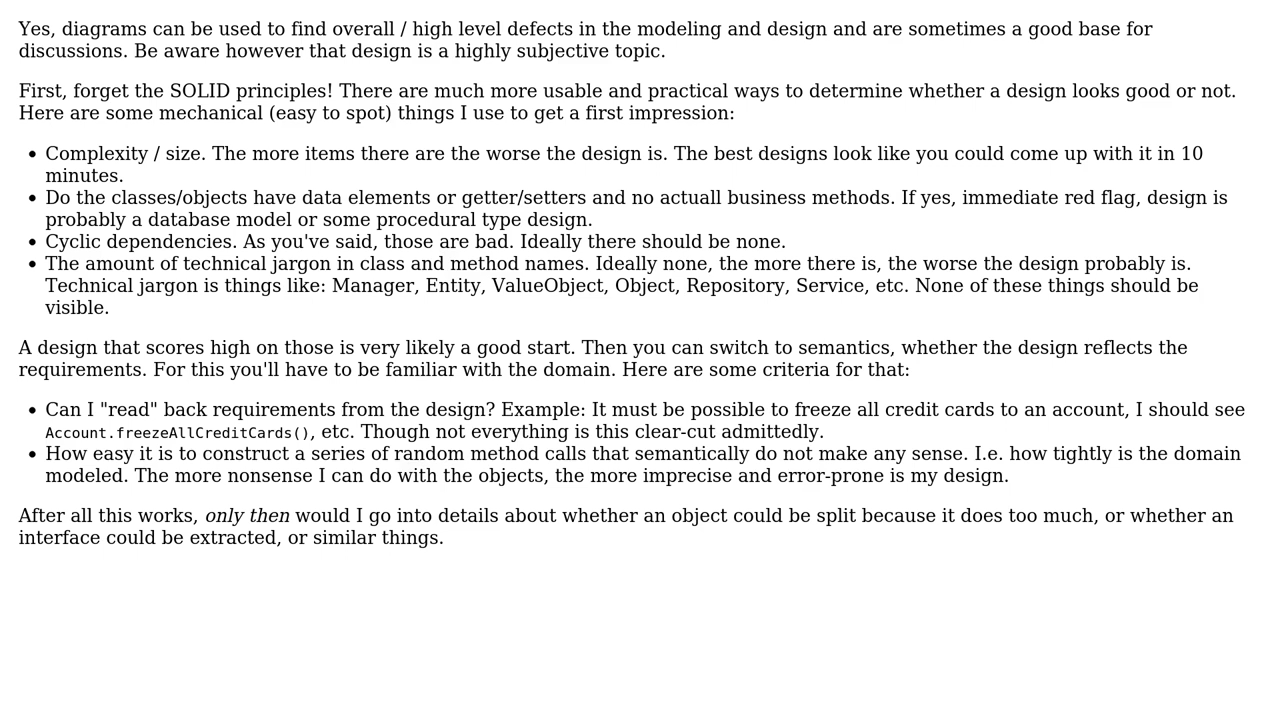 Yes, diagrams can be used to find overall / high level defects in the modeling and design and are sometimes a good base for
discussions. Be aware however that design is a highly subjective topic.
First, forget the SOLID principles! There are much more usable and practical ways to determine whether a design looks good or not.
Here are some mechanical (easy to spot) things I use to get a first impression:
• Complexity / size. The more items there are the worse the design is. The best designs look like you could come up with it in 10
minutes.
• Do the classes/objects have data elements or getter/setters and no actuall business methods. If yes, immediate red flag, design is
probably a database model or some procedural type design.
• Cyclic dependencies. As you've said, those are bad. Ideally there should be none.
• The amount of technical jargon in class and method names. Ideally none, the more there is, the worse the design probably is.
Technical jargon is things like: Manager, Entity, ValueObject, Object, Repository, Service, etc. None of these things should be
visible.
A design that scores high on those is very likely a good start. Then you can switch to semantics, whether the design reflects the
requirements. For this you'll have to be familiar with the domain. Here are some criteria for that:
• Can I "read" back requirements from the design? Example: It must be possible to freeze all credit cards to an account, I should see
Account.freezeAllCreditCards(), etc. Though not everything is this clear-cut admittedly.
• How easy it is to construct a series of random method calls that semantically do not make any sense. I.e. how tightly is the domain
modeled. The more nonsense I can do with the objects, the more imprecise and error-prone is my design.
After all this works, only then would I go into details about whether an object could be split because it does too much, or whether an
interface could be extracted, or similar things.